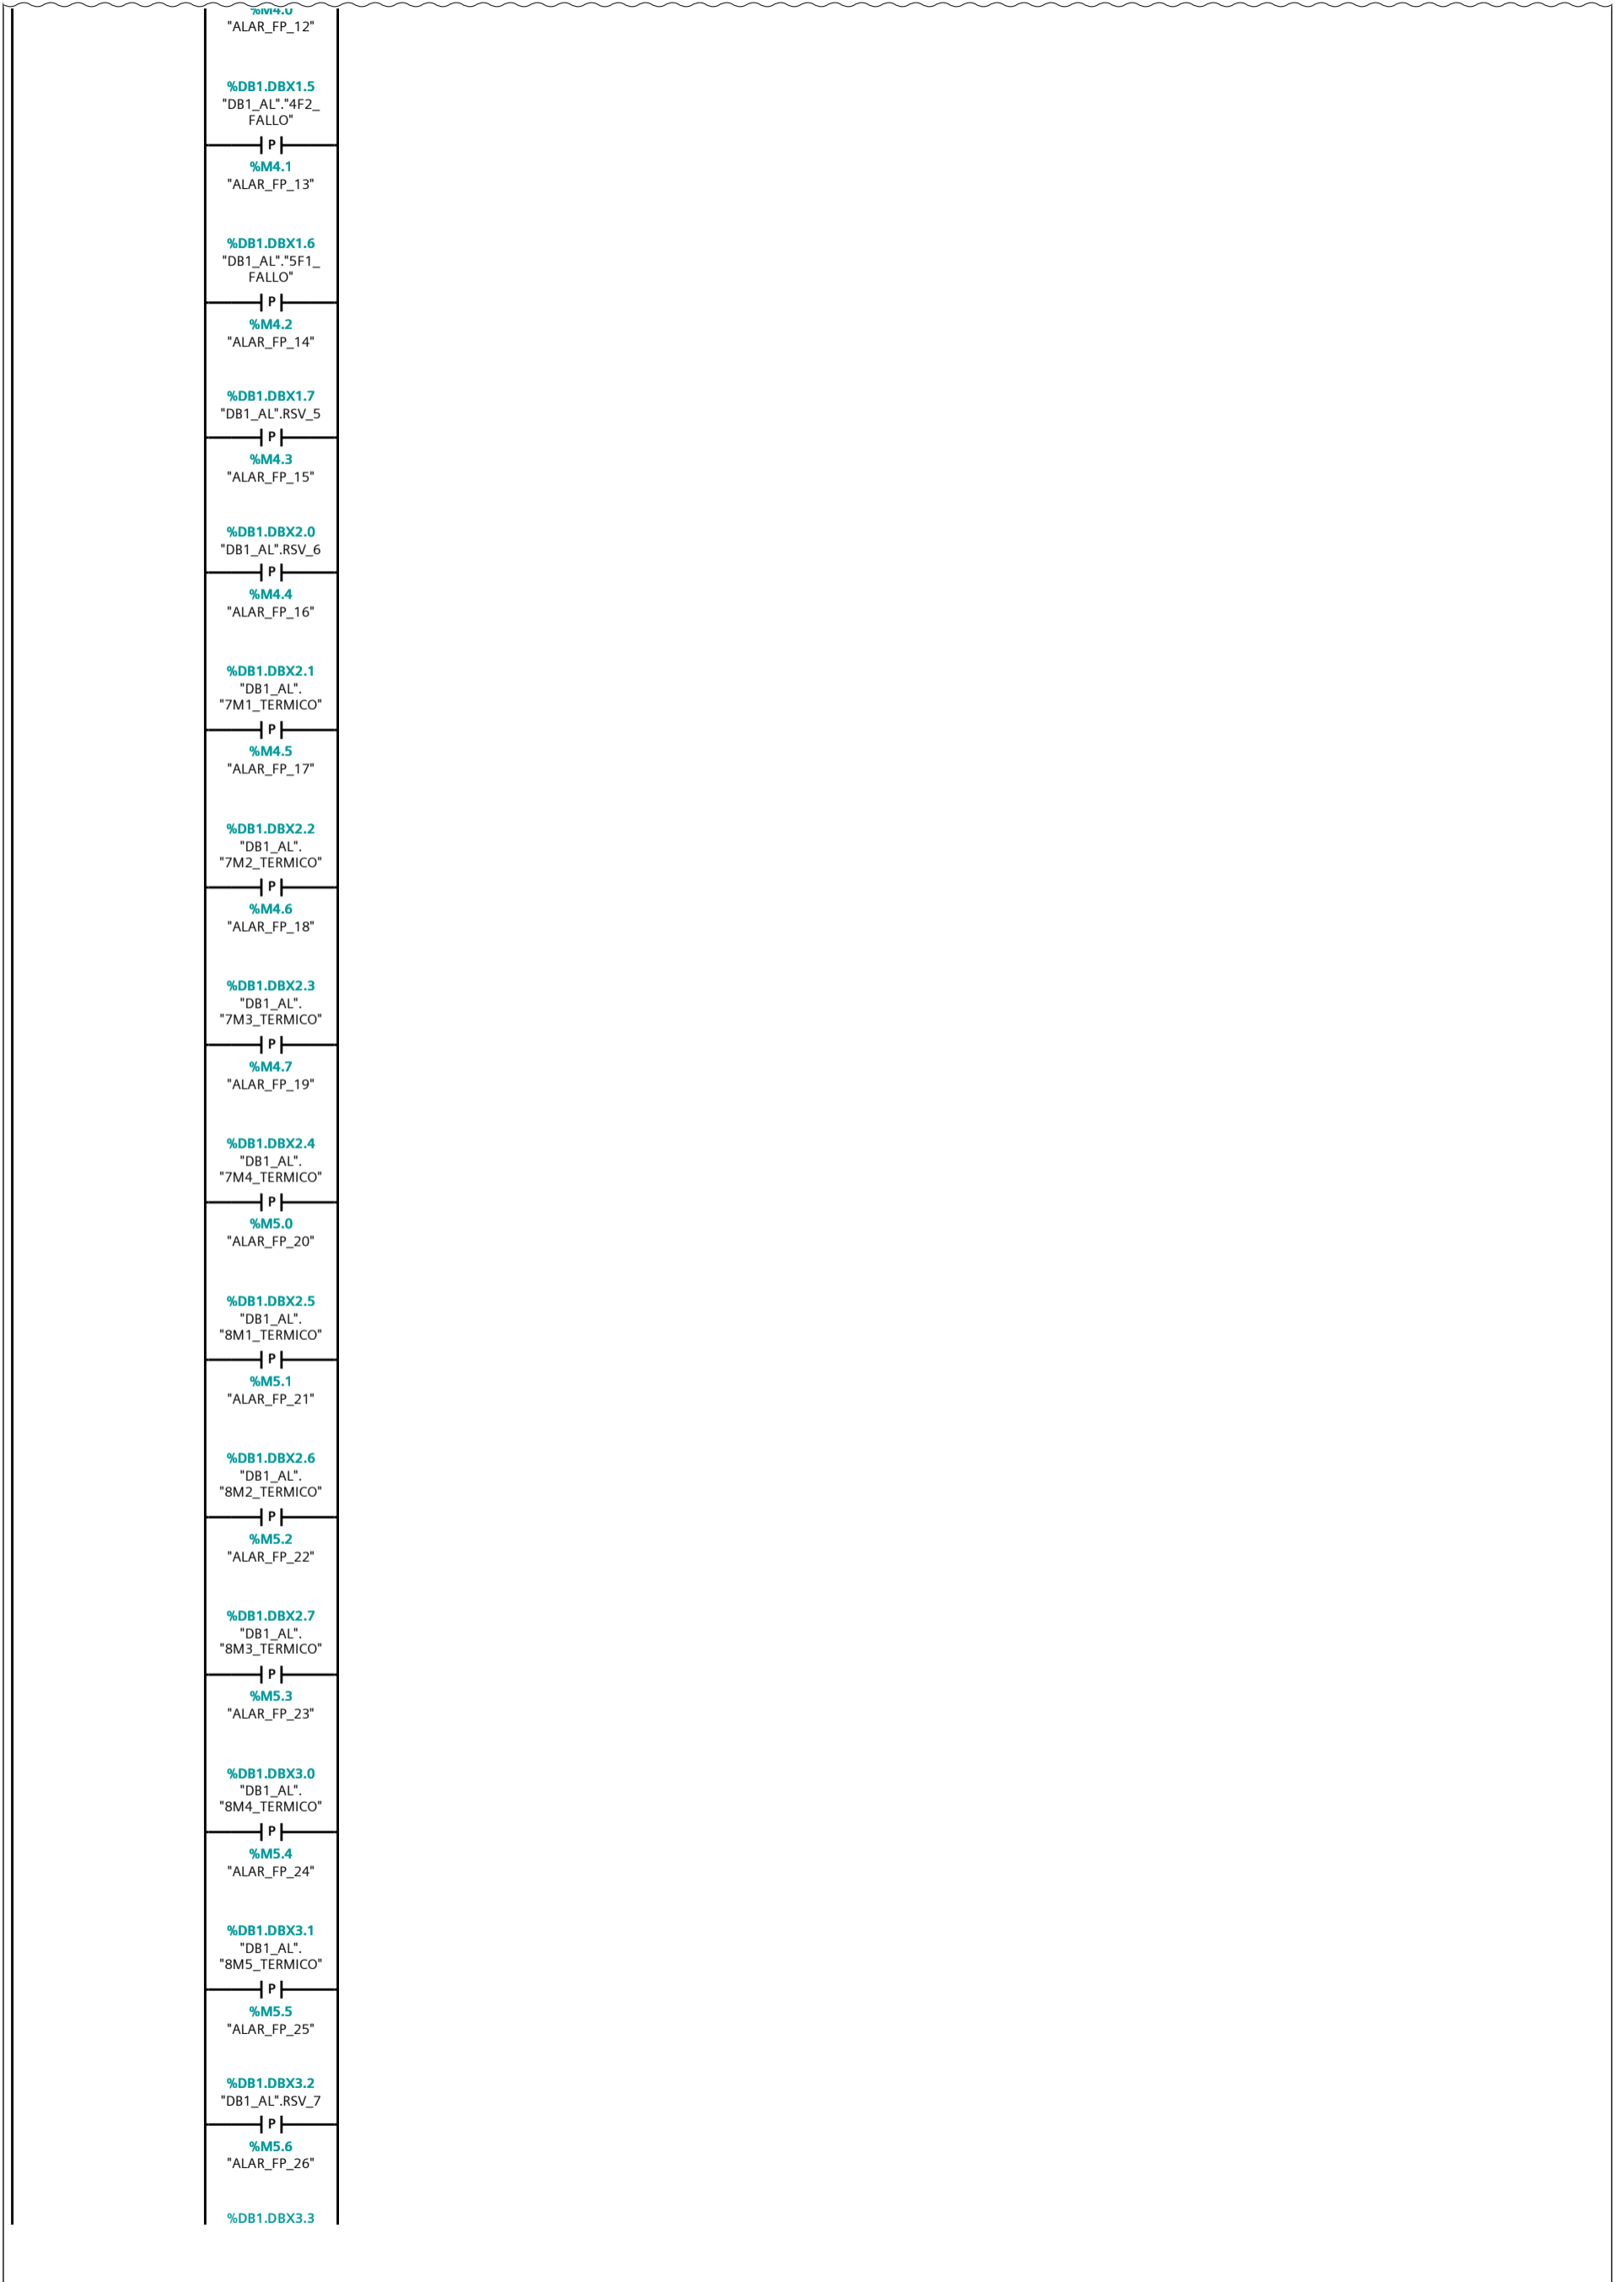 %M4.0
"ALAR_FP_12"
%DB1.DBX1.5
"DB1_AL"."4F2_
FALLO"
P
%M4.1
"ALAR_FP_13"
%DB1.DBX1.6
"DB1_AL"."5F1_
FALLO"
P
%M4.2
"ALAR_FP_14"
%DB1.DBX1.7
"DB1_AL".RSV_5
P
%M4.3
"ALAR_FP_15"
%DB1.DBX2.0
"DB1_AL".RSV_6
P
%M4.4
"ALAR_FP_16"
%DB1.DBX2.1
"DB1_AL".
"7M1_TERMICO"
P
%M4.5
"ALAR_FP_17"
%DB1.DBX2.2
"DB1_AL".
"7M2_TERMICO"
P
%M4.6
"ALAR_FP_18"
%DB1.DBX2.3
"DB1_AL".
"7M3_TERMICO"
P
%M4.7
"ALAR_FP_19"
%DB1.DBX2.4
"DB1_AL".
"7M4_TERMICO"
P
%M5.0
"ALAR_FP_20"
%DB1.DBX2.5
"DB1_AL".
"8M1_TERMICO"
P
%M5.1
"ALAR_FP_21"
%DB1.DBX2.6
"DB1_AL".
"8M2_TERMICO"
P
%M5.2
"ALAR_FP_22"
%DB1.DBX2.7
"DB1_AL".
"8M3_TERMICO"
P
%M5.3
"ALAR_FP_23"
%DB1.DBX3.0
"DB1_AL".
"8M4_TERMICO"
P
%M5.4
"ALAR_FP_24"
%DB1.DBX3.1
"DB1_AL".
"8M5_TERMICO"
P
%M5.5
"ALAR_FP_25"
%DB1.DBX3.2
"DB1_AL".RSV_7
P
%M5.6
"ALAR_FP_26"
%DB1.DBX3.3